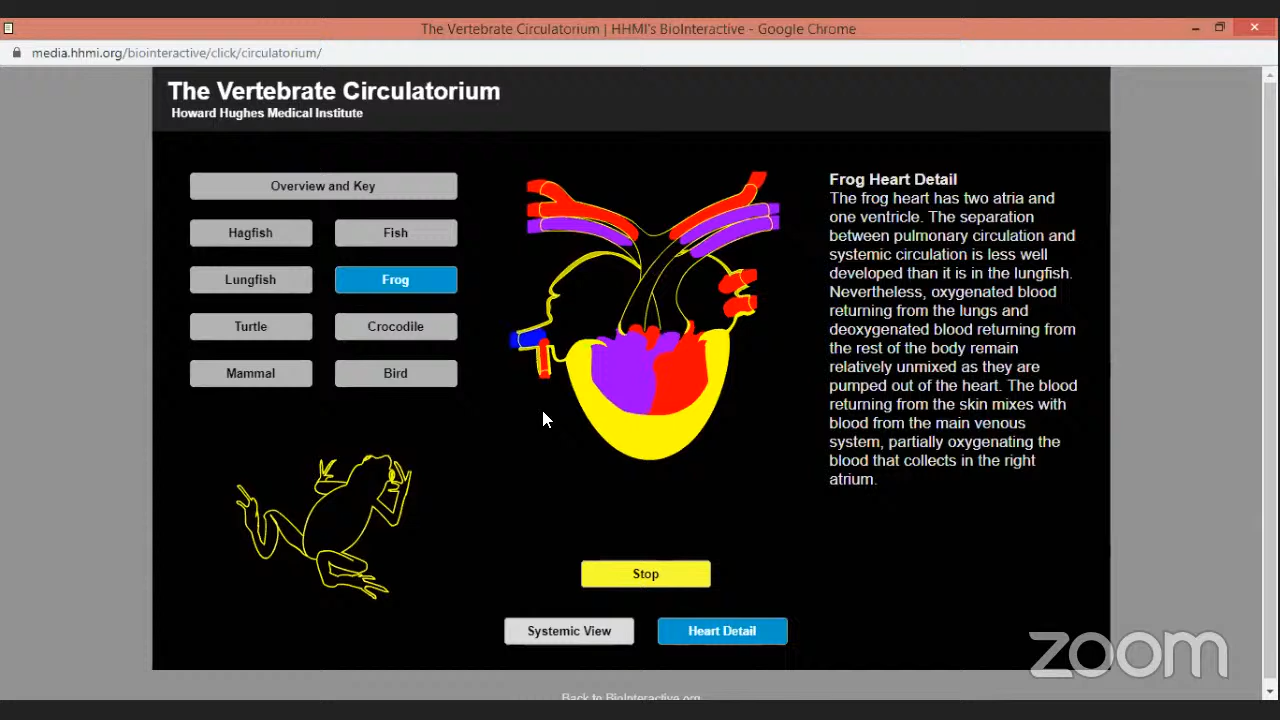 The Vertebrate Circulatorium | HHMI's BioInteractive - Google Chrome
media.hhmi.org/biointeractive/click/circulatorium/
The Vertebrate Circulatorium
Howard Hughes Medical Institute
Overview and Key
Hagfish
Fish
Lungfish
Frog
Turtle
Crocodile
Mammal
Bird
Frog Heart Detail
The frog heart has two atria and
one ventricle. The separation
between pulmonary circulation and
systemic circulation is less well
developed than it is in the lungfish.
Nevertheless, oxygenated blood
returning from the lungs and
deoxygenated blood returning from
the rest of the body remain
relatively unmixed as they are
pumped out of the heart. The blood
returning from the skin mixes with
blood from the main venous
system, partially oxygenating the
blood that collects in the right
atrium.
Stop
Systemic View
Heart Detail
zoom
Back to BioInteractive.org